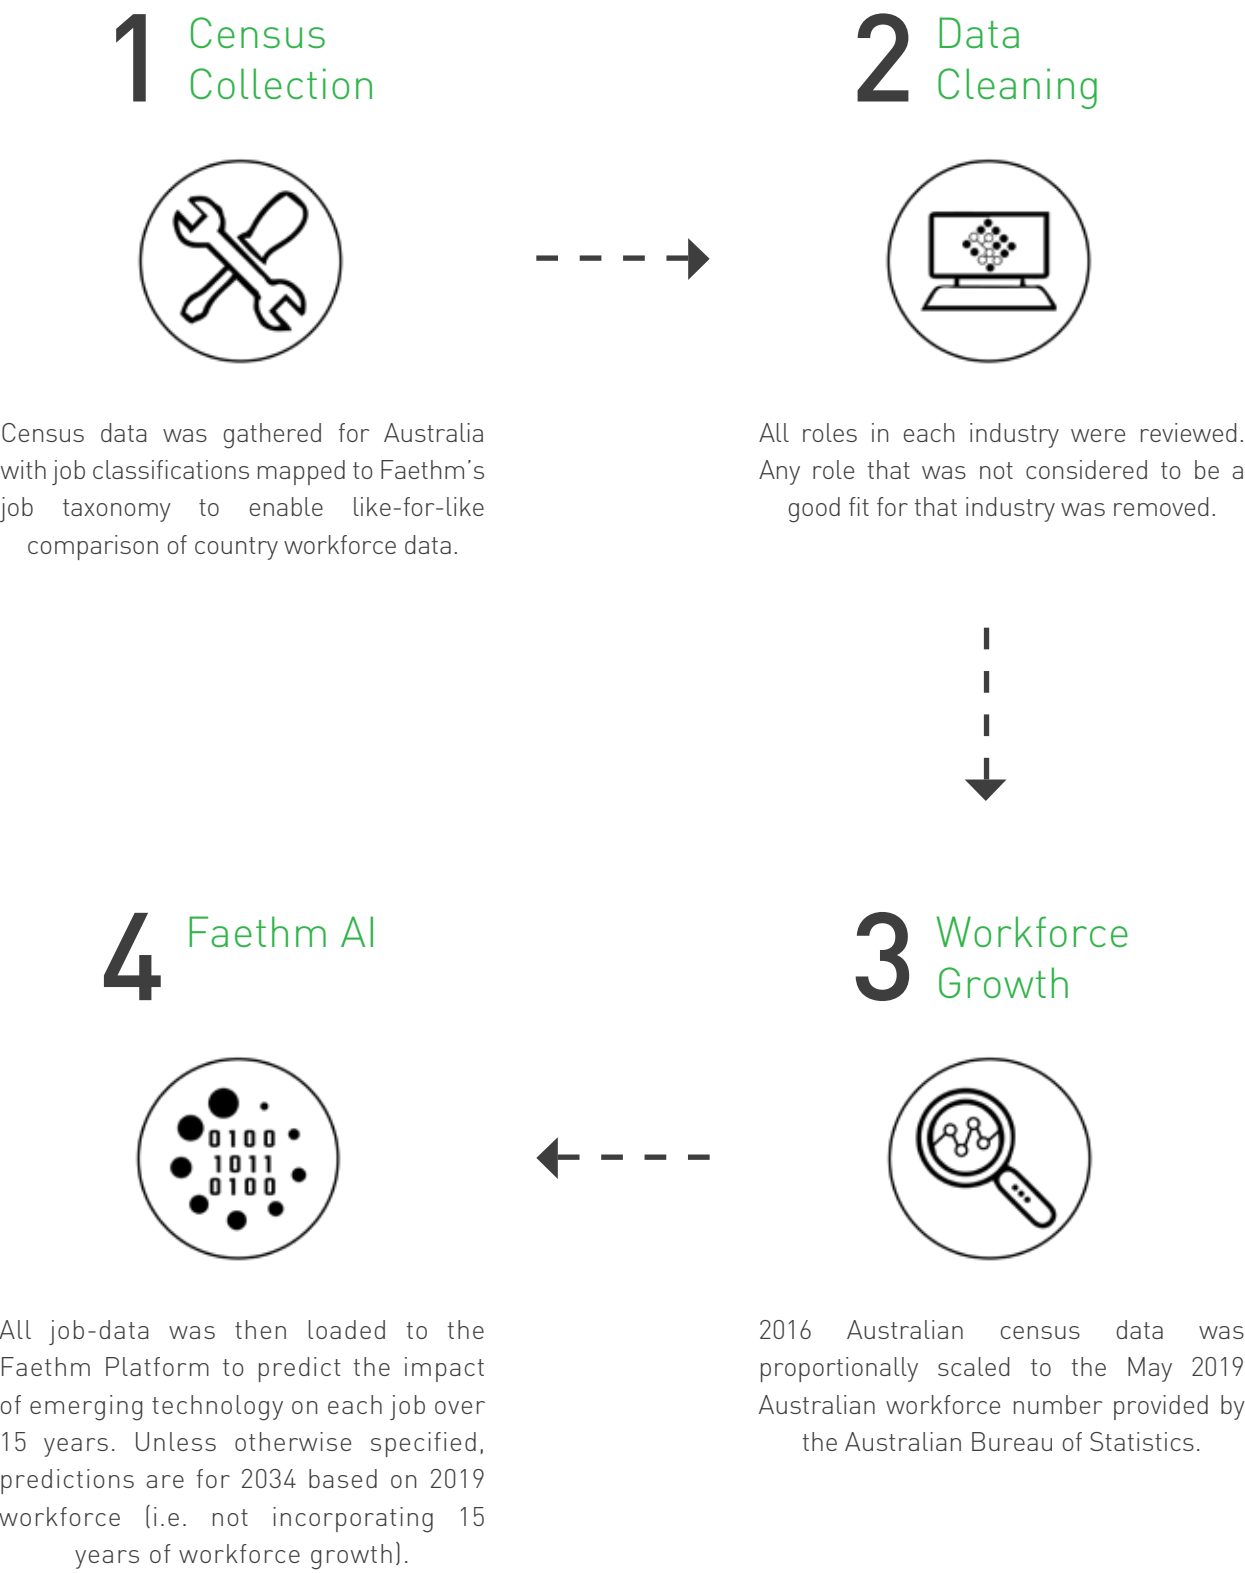 1 Census
Collection
Census data was gathered for Australia
with job classifications mapped to Faethm’s
job taxonomy to enable like-for-like
comparison of country workforce data.
2 Data
Cleaning
All roles in each industry were reviewed.
Any role that was not considered to be a
good fit for that industry was removed.
3 Workforce
Growth
2016 Australian census data was
proportionally scaled to the May 2019
Australian workforce number provided by
the Australian Bureau of Statistics.
4 Faethm AI
0100
1011
0100
All job-data was then loaded to the
Faethm Platform to predict the impact
of emerging technology on each job over
15 years. Unless otherwise specified,
predictions are for 2034 based on 2019
workforce (i.e. not incorporating 15
years of workforce growth).